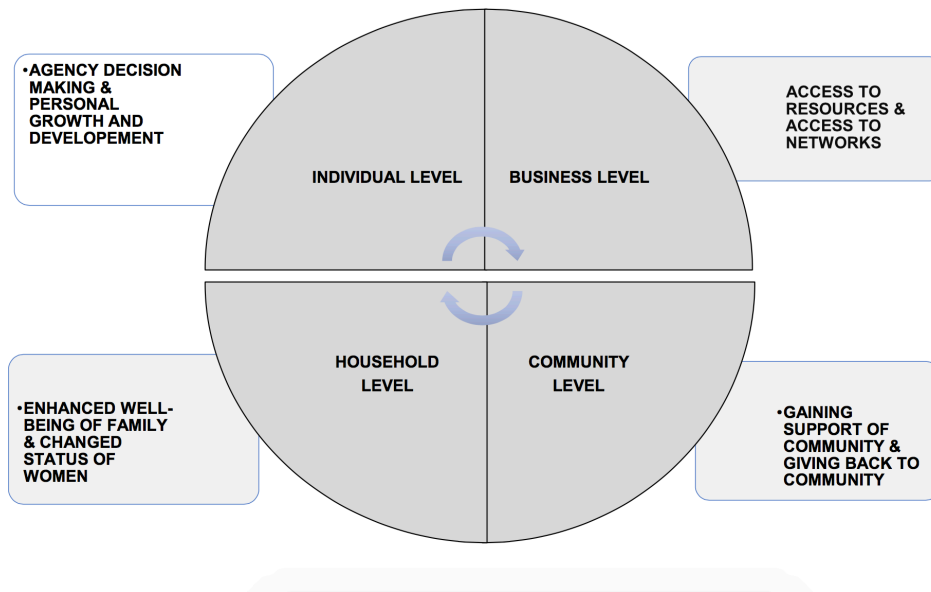 •AGENCY DECISION
MAKING &
PERSONAL
GROWTH AND
DEVELOPEMENT
ACCESS TO
RESOURCES &
ACCESS TO
NETWORKS
INDIVIDUAL LEVEL
BUSINESS LEVEL
HOUSEHOLD
LEVEL
COMMUNITY
LEVEL
•ENHANCED WELL-
BEING OF FAMILY
& CHANGED
STATUS OF
WOMEN
•GAINING
SUPPORT OF
COMMUNITY &
GIVING BACK TO
COMMUNITY